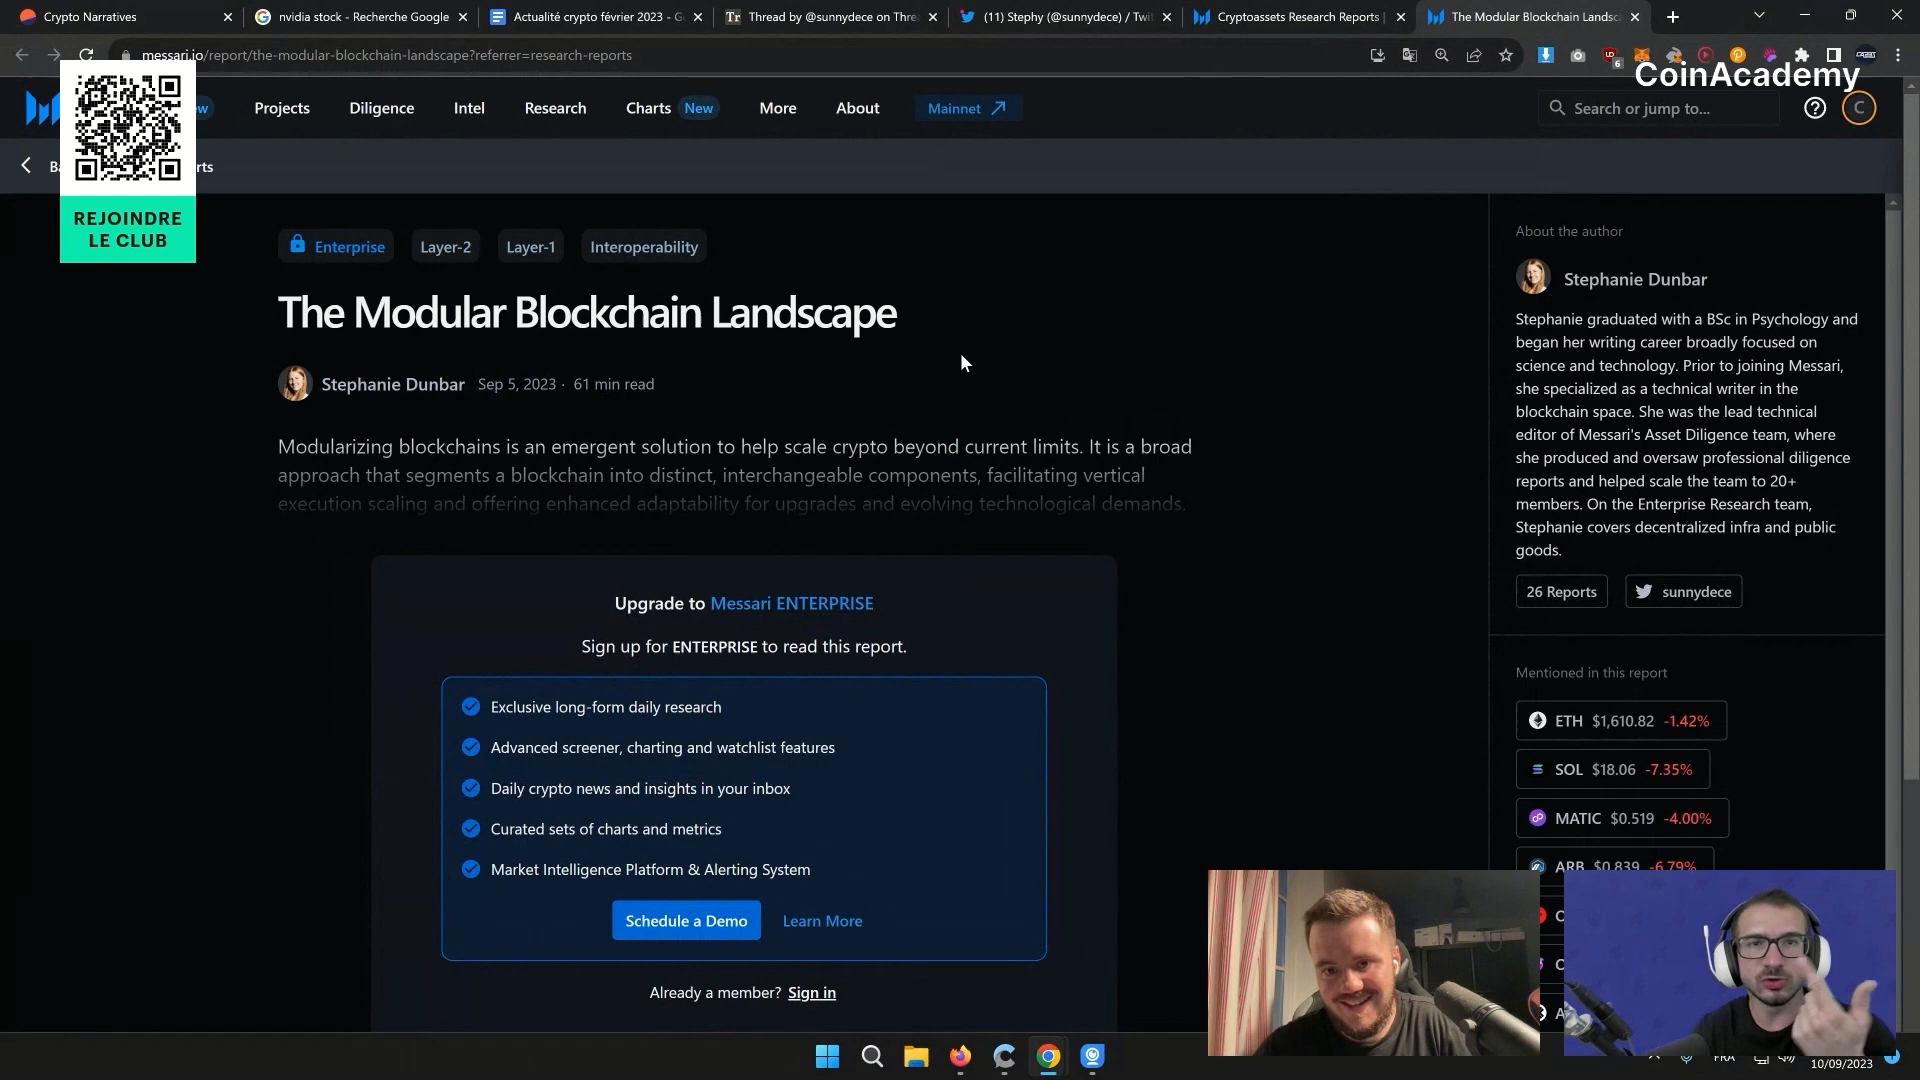 Crypto Narratives
nvidia stock - Recherche Google
Actualité crypto février 2023 - G
Thread by @sunnydece on Thre
(11) Stephy (@sunnydece) / Twit
Cryptoassets Research Reports |
The Modular Blockchain Landsc
messari.io/report/the-modular-blockchain-landscape?referrer=research-reports
6
CoinAcademy
Projects
Diligence
Intel
Research
Charts New
More
About
Mainnet
Search or jump to...
C
REJOINDRE
LE CLUB
Enterprise
Layer-2
Layer-1
Interoperability
The Modular Blockchain Landscape
Stephanie Dunbar Sep 5, 2023 · 61 min read
Modularizing blockchains is an emergent solution to help scale crypto beyond current limits. It is a broad
approach that segments a blockchain into distinct, interchangeable components, facilitating vertical
execution scaling and offering enhanced adaptability for upgrades and evolving technological demands.
Upgrade to Messari ENTERPRISE
Sign up for ENTERPRISE to read this report.
Exclusive long-form daily research
Advanced screener, charting and watchlist features
Daily crypto news and insights in your inbox
Curated sets of charts and metrics
Market Intelligence Platform & Alerting System
Schedule a Demo
Learn More
Already a member? Sign in
About the author
Stephanie Dunbar
Stephanie graduated with a BSc in Psychology and
began her writing career broadly focused on
science and technology. Prior to joining Messari,
she specialized as a technical writer in the
blockchain space. She was the lead technical
editor of Messari's Asset Diligence team, where
she produced and oversaw professional diligence
reports and helped scale the team to 20+
members. On the Enterprise Research team,
Stephanie covers decentralized infra and public
goods.
26 Reports
sunnydece
Mentioned in this report
ETH $1,610.82 -1.42%
SOL $18.06 -7.35%
MATIC $0.519 -4.00%
ARB $0.839 -6.79%
FRA
10/09/2023